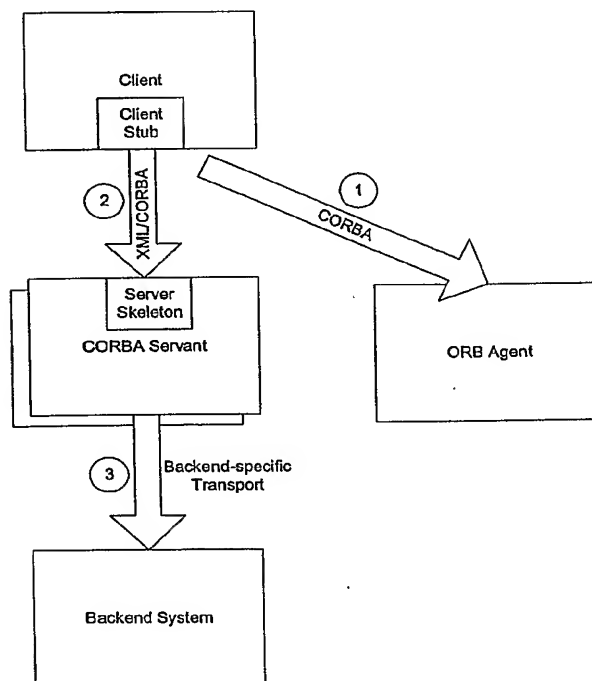 Client
Client
Stub
1
2
XML/CORBA
CORBA
Server
Skeleton
CORBA Servant
ORB Agent
3
Backend-specific
Transport
Backend System